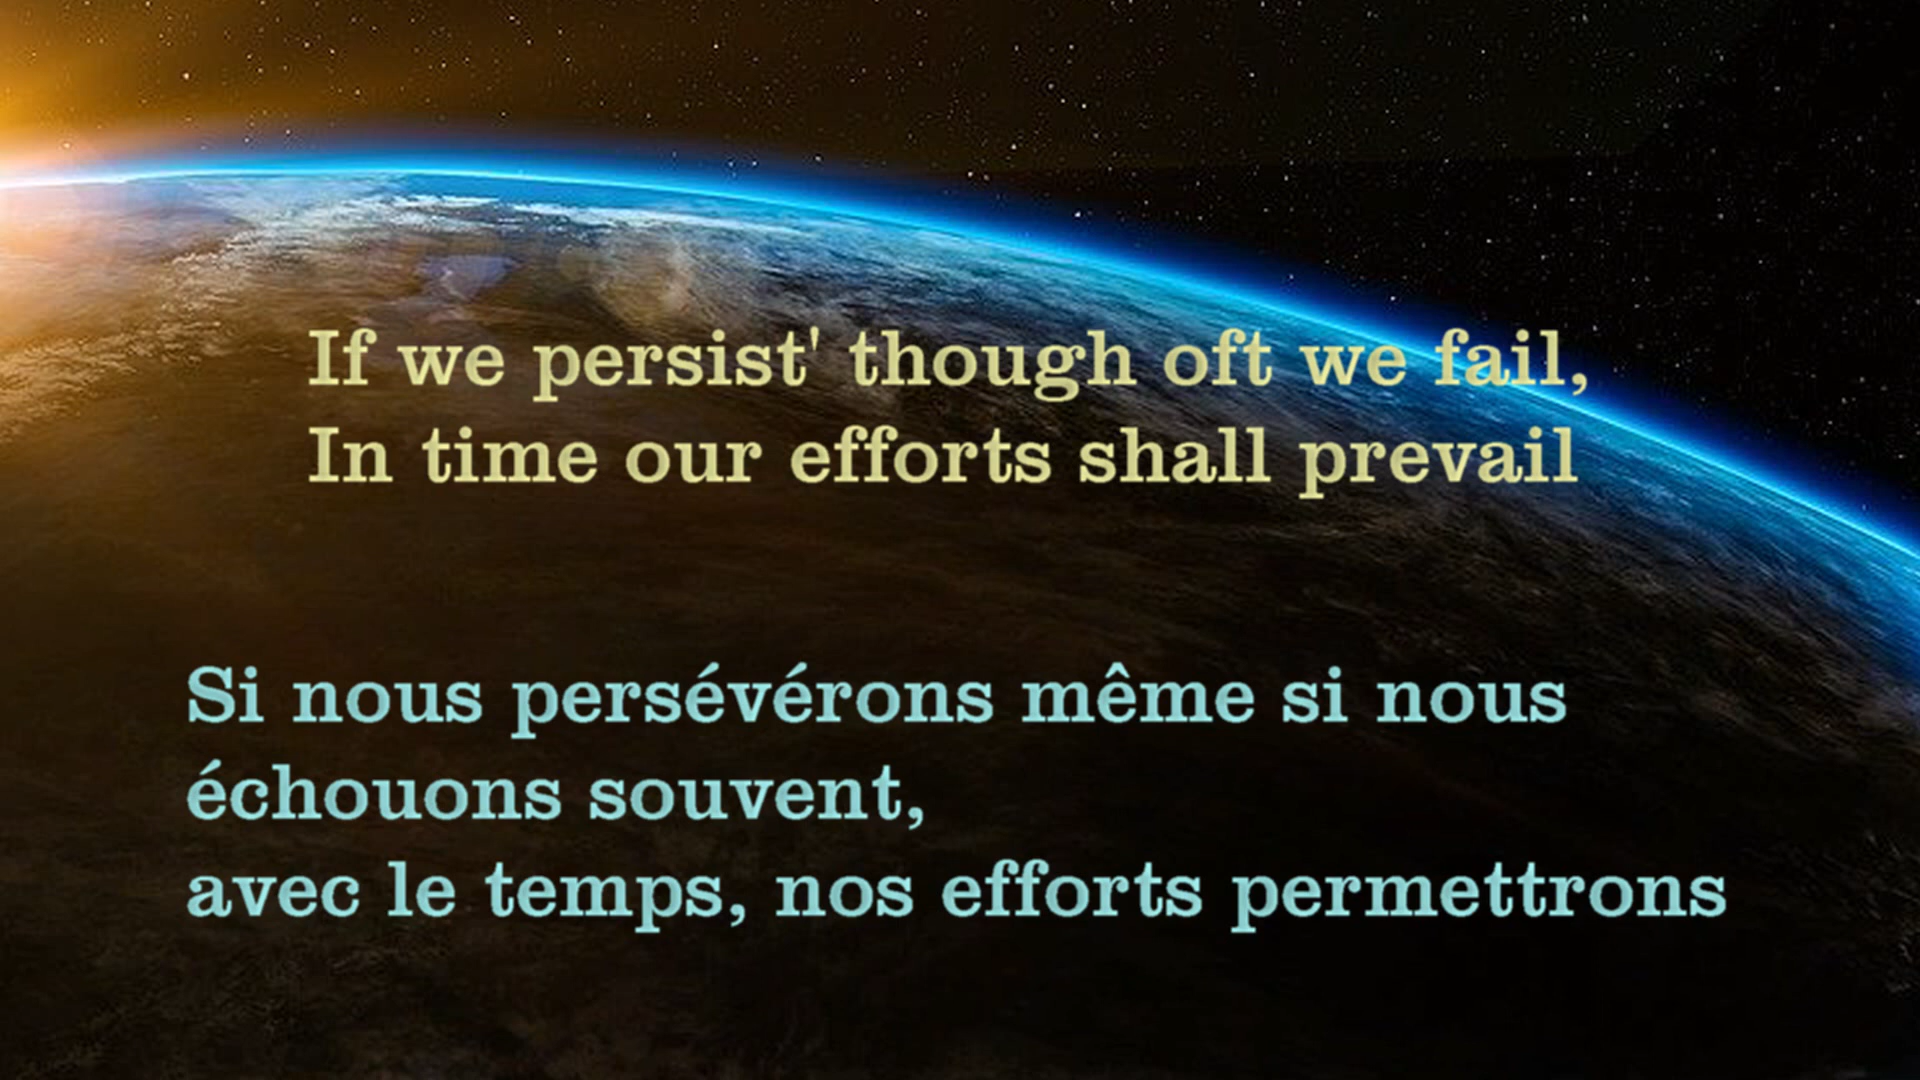 If we persist' though oft we fail,
In time our efforts shall prevail
Si nous persévérons même si nous
échouons souvent,
avec le temps, nos efforts permettrons